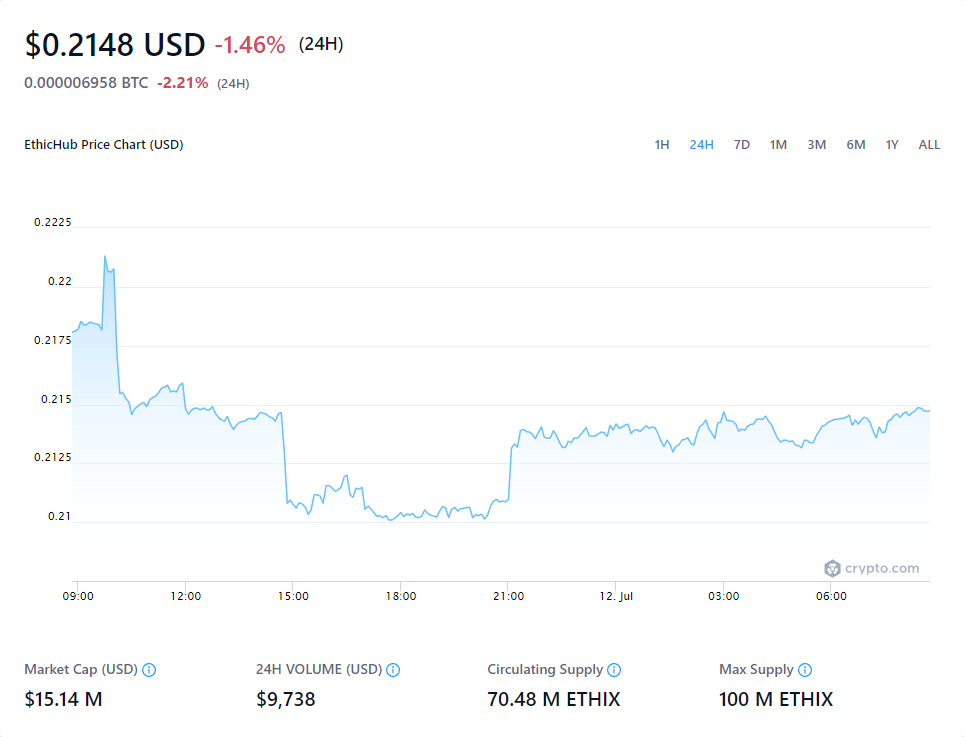 $0.2148 USD -1.46% (24H)
0.000006958 BTC -2.21% (24H)
EthicHub Price Chart (USD) 1H 24H 7D 1M 3M 6M 1Y ALL
0.2225
0.22
0.2175
0.215
0.2125
0.21
crypto.com
09:00 12:00 15:00 18:00 21:00 12. Jul 03:00 06:00
Market Cap (USD) 24H VOLUME (USD) Circulating Supply Max Supply
$15.14 M $9,738 70.48 M ETHIX 100 M ETHIX